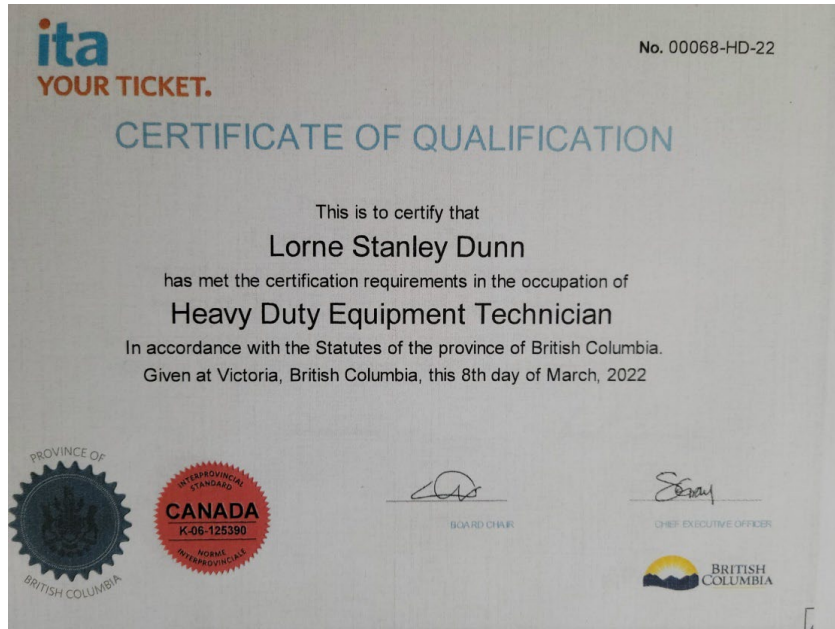 ita
YOUR TICKET.
No. 00068-HD-22
CERTIFICATE OF QUALIFICATION
This is to certify that
Lorne Stanley Dunn
has met the certification requirements in the occupation of
Heavy Duty Equipment Technician
In accordance with the Statutes of the province of British Columbia.
Given at Victoria, British Columbia, this 8th day of March, 2022
PROVINCE OF
BRITISH COLUMBIA
INTERPROVINCIAL
STANDARD
CANADA
K-06-125390
NORME
INTERPROVINCIALE
BOARD CHAIR
CHIEF EXECUTIVE OFFICER
BRITISH
COLUMBIA